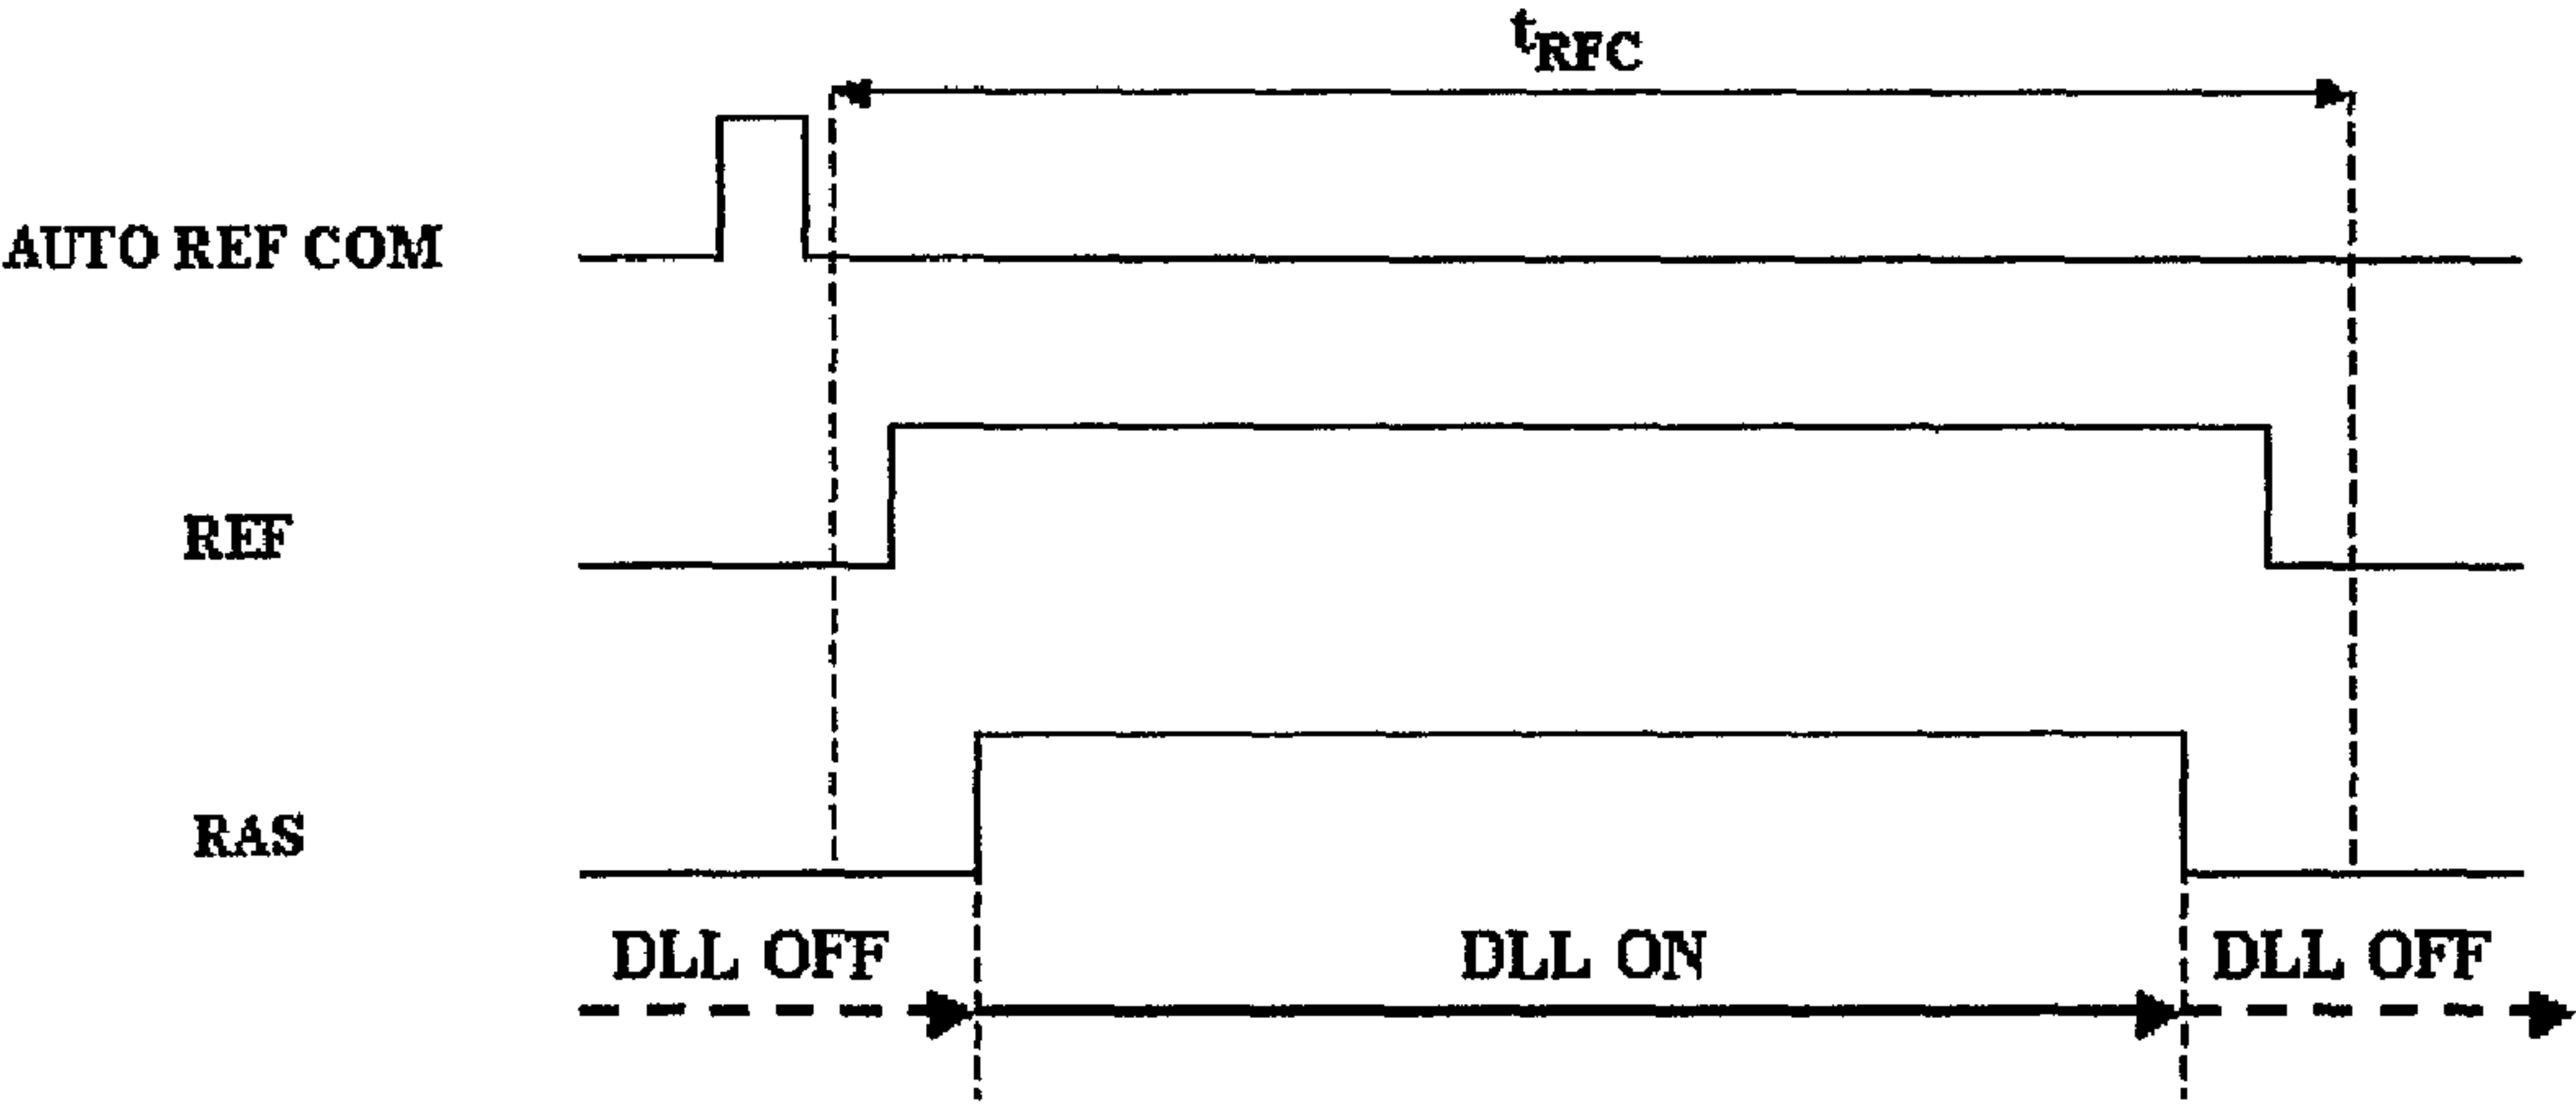 tRFC
AUTO REF COM
REF
RAS
DLL OFF DLL ON DLL OFF